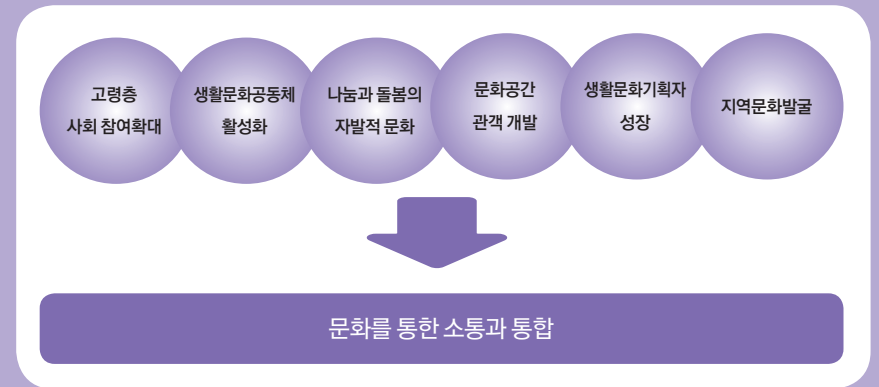 고령층
사회 참여확대
생활문화공동체
활성화
나눔과 돌봄의
자발적 문화
문화공간
관객 개발
생활문화기획자
성장
지역문화발굴
문화를 통한 소통과 통합